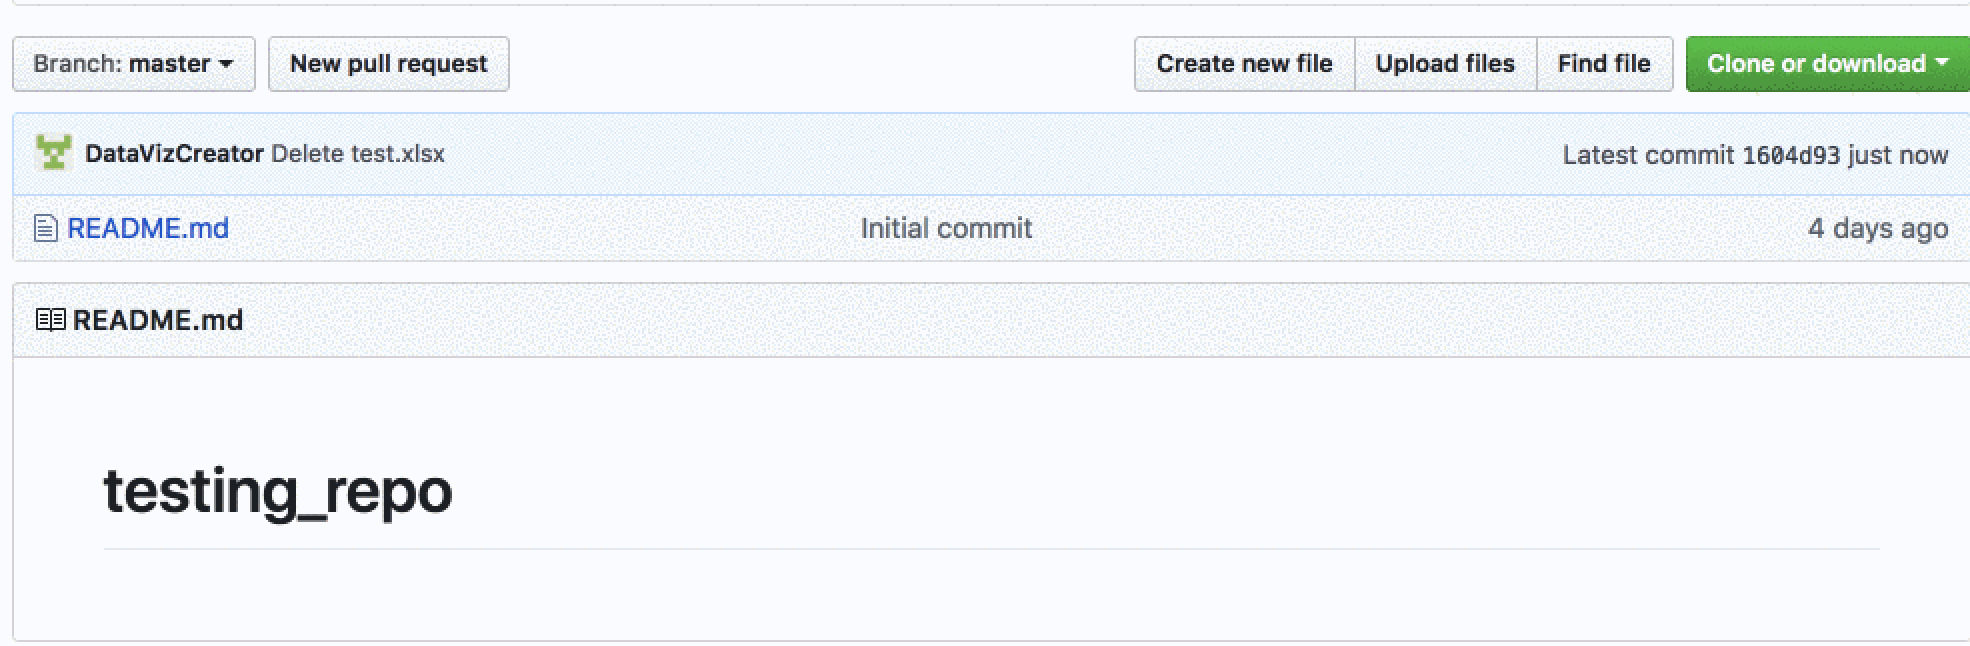 Branch: master New pull request Create new file Upload files Find file Clone or download
DataVizCreator Delete test.xlsx Latest commit 1604d93 just now
README.md Initial commit 4 days ago
README.md
testing_repo